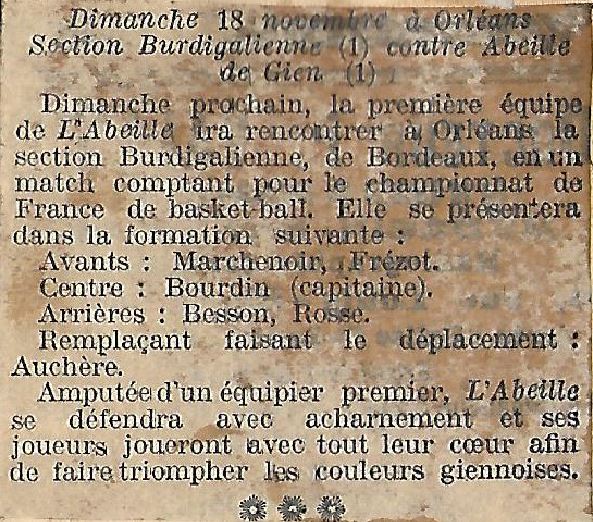 Dimanche 18 novembre à Orléans
Section Burdigalienne (1) contre Abeille
de Gien (1)
Dimanche prochain, la première équipe
de L'Abeille ira rencontrer à Orléans la
section Burdigalienne, de Bordeaux, en un
match comptant pour le championnat de
France de basket-ball. Elle se présentera
dans la formation suivante :
Avants : Marchenoir, Frézot.
Centre : Bourdin (capitaine).
Arrières : Besson, Rosse.
Remplaçant faisant le déplacement :
Auchère.
Amputée d'un équipier premier, L'Abeille
se défendra avec acharnement et ses
joueurs joueront avec tout leur cœur afin
de faire triompher les couleurs giennoises.